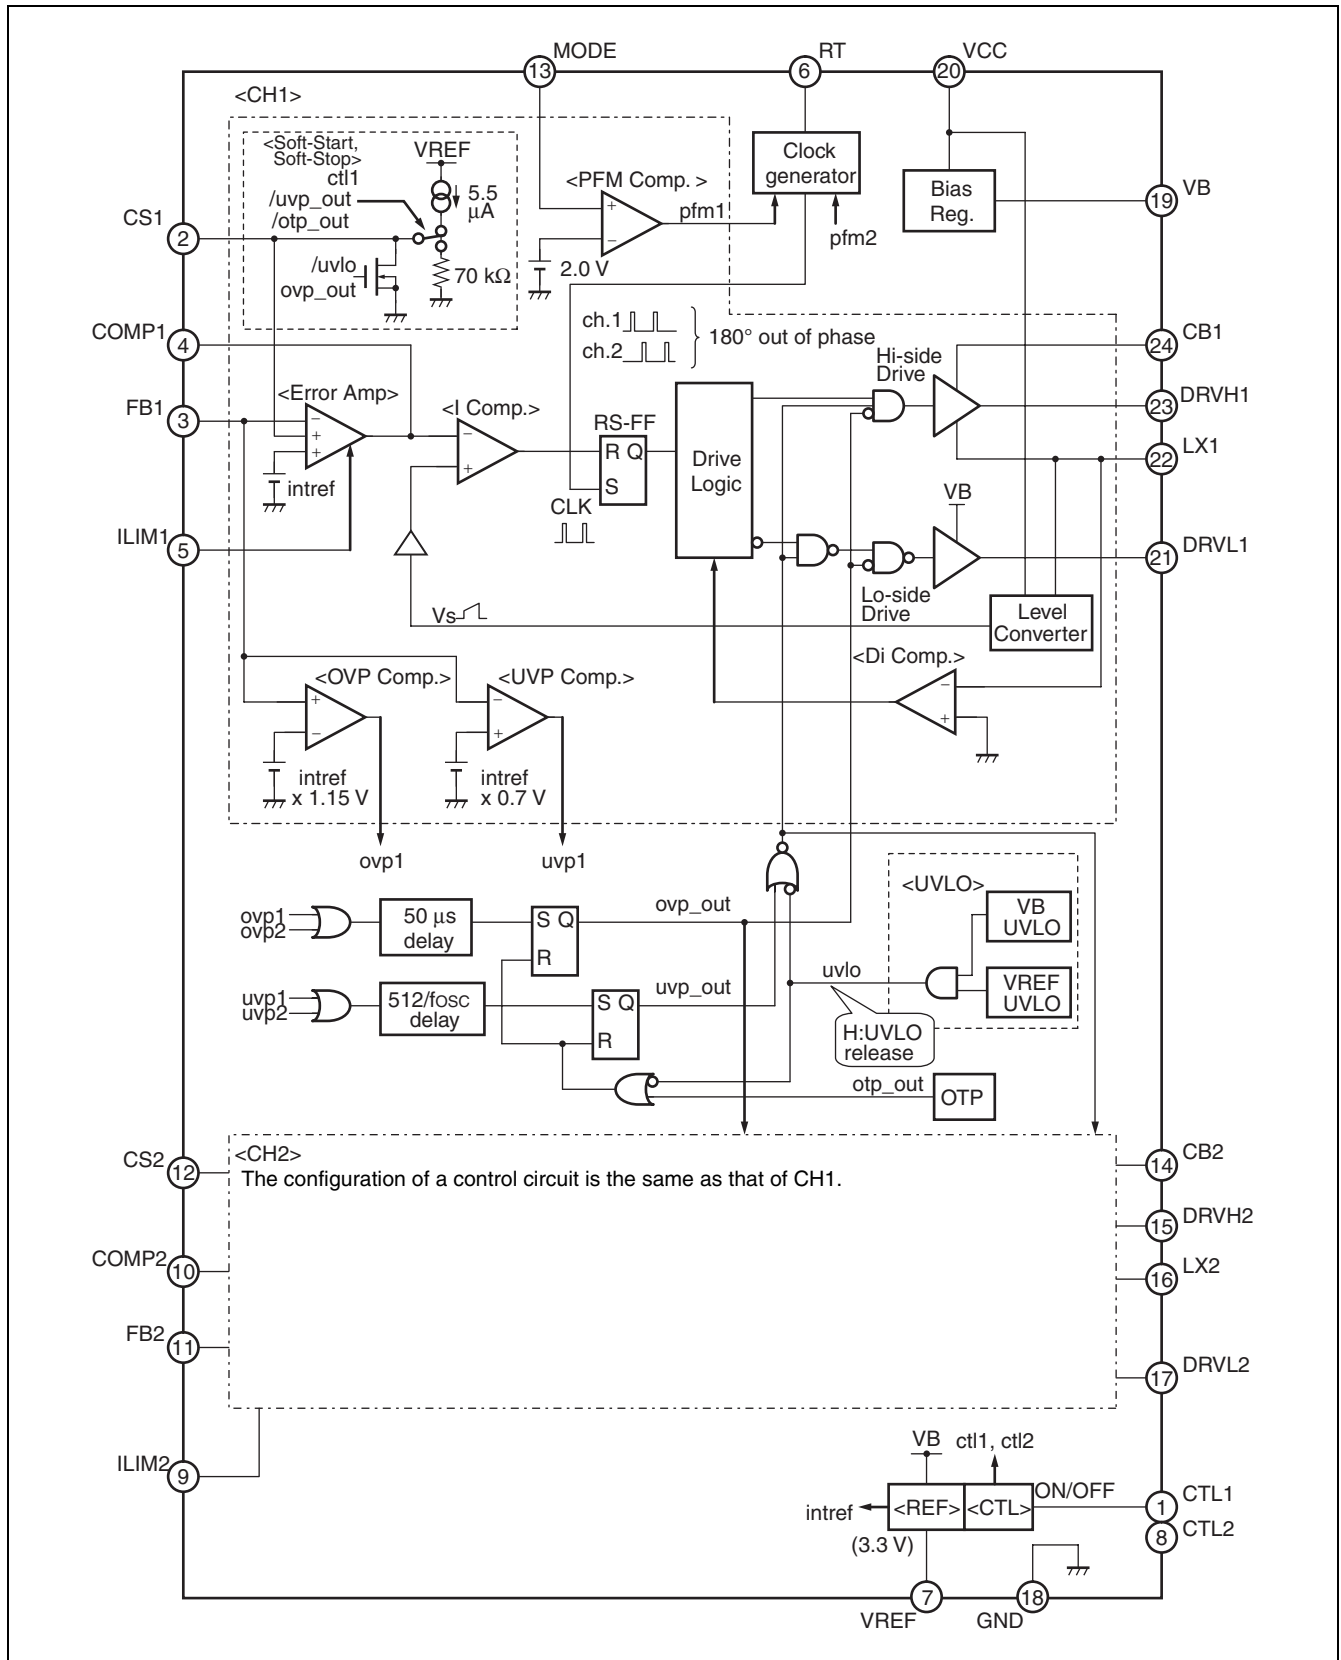 MODE
13
RT
6
VCC
20
<CH1>
<Soft-Start,
Soft-Stop>
ctl1
/uvp_out
/otp_out
VREF
5.5
μA
<PFM Comp. >
+
−
pfm1
2.0 V
Clock
generator
pfm2
Bias
Reg.
VB
19
CS1
2
/uvlo
ovp_out
70 kΩ
COMP1
4
ch.1
ch.2
180° out of phase
Hi-side
Drive
CB1
24
FB1
3
<Error Amp>
−
+
+
intref
<I Comp.>
−
+
RS-FF
R Q
S
CLK
Drive
Logic
DRVH1
23
LX1
22
VB
ILIM1
5
DRVL1
21
Lo-side
Drive
Vs
Level
Converter
<Di Comp.>
−
+
<OVP Comp.>
+
−
intref
x 1.15 V
<UVP Comp.>
−
+
intref
x 0.7 V
ovp1
uvp1
ovp1
ovp2
50 μs
delay
S Q
R
ovp_out
<UVLO>
VB
UVLO
VREF
UVLO
uvlo
uvp1
uvp2
512/fOSC
delay
S Q
R
uvp_out
H:UVLO
release
otp_out
OTP
<CH2>
The configuration of a control circuit is the same as that of CH1.
CS2
12
CB2
14
DRVH2
15
COMP2
10
LX2
16
FB2
11
DRVL2
17
ILIM2
9
VB
ctl1, ctl2
intref
<REF>
<CTL>
ON/OFF
(3.3 V)
CTL1
1
8
CTL2
7
VREF
18
GND